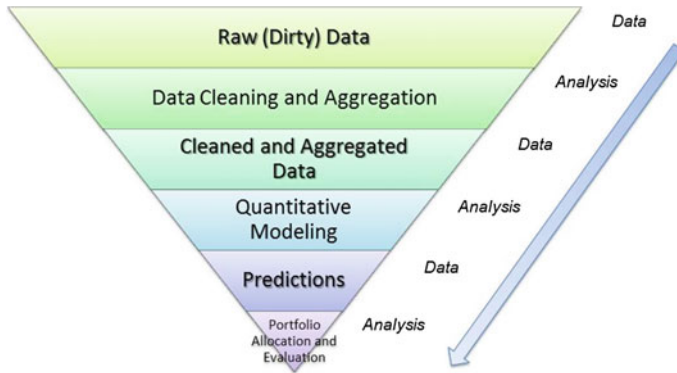 Raw (Dirty) Data
Data
Data Cleaning and Aggregation
Analysis
Cleaned and Aggregated
Data
Data
Quantitative
Modeling
Analysis
Predictions
Data
Portfolio
Allocation and
Evaluation
Analysis